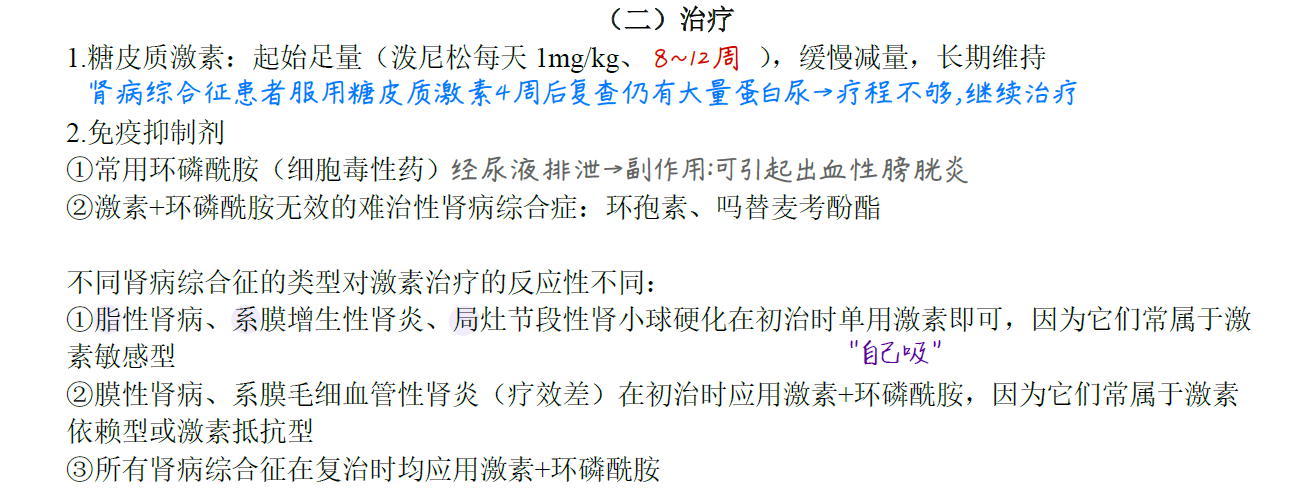 （二）治疗
1.糖皮质激素：起始足量（泼尼松每天 1mg/kg、 8~12周 ），缓慢减量，长期维持
肾病综合征患者服用糖皮质激素4周后复查仍有大量蛋白尿→疗程不够,继续治疗
2.免疫抑制剂
①常用环磷酰胺（细胞毒性药）经尿液排泄→副作用:可引起出血性膀胱炎
②激素+环磷酰胺无效的难治性肾病综合症：环孢素、吗替麦考酚酯
不同肾病综合征的类型对激素治疗的反应性不同：
①脂性肾病、系膜增生性肾炎、局灶节段性肾小球硬化在初治时单用激素即可，因为它们常属于激
素敏感型
"自己吸"
②膜性肾病、系膜毛细血管性肾炎（疗效差）在初治时应用激素+环磷酰胺，因为它们常属于激素
依赖型或激素抵抗型
③所有肾病综合征在复治时均应用激素+环磷酰胺